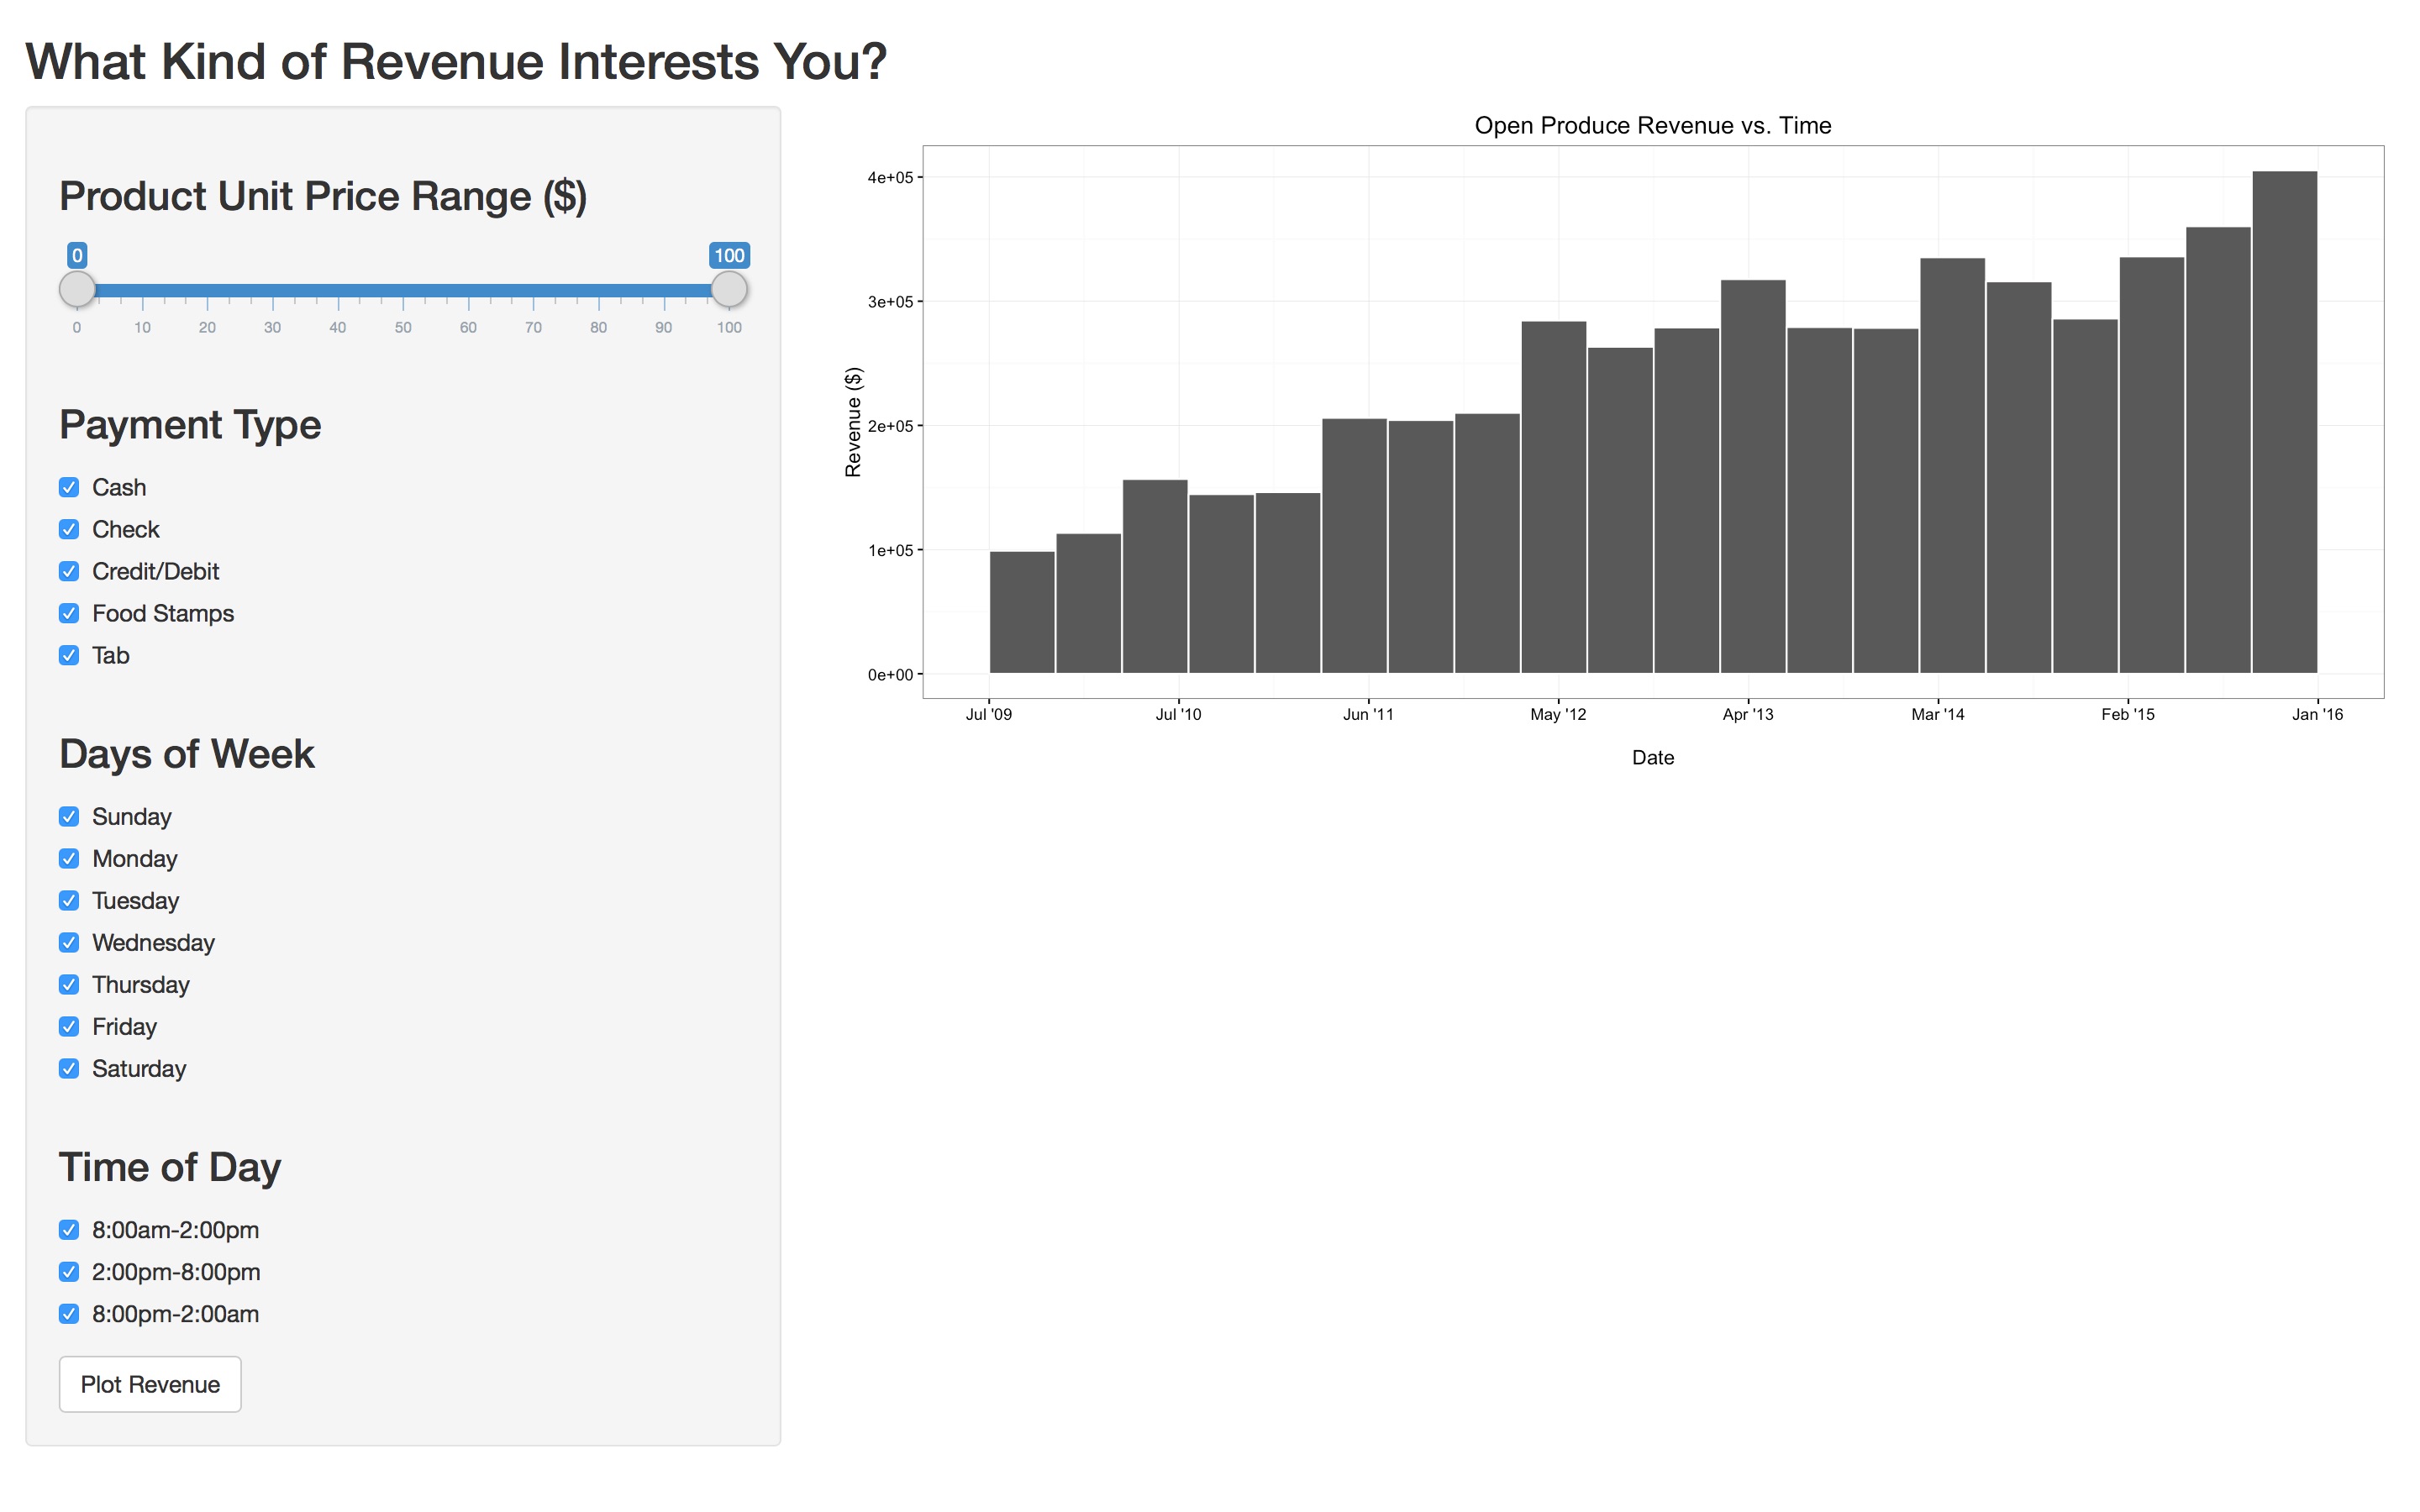 What Kind of Revenue Interests You?
Product Unit Price Range ($)
0 100
0 10 20 30 40 50 60 70 80 90 100
Payment Type
Cash
Check
Credit/Debit
Food Stamps
Tab
Days of Week
Sunday
Monday
Tuesday
Wednesday
Thursday
Friday
Saturday
Time of Day
8:00am-2:00pm
2:00pm-8:00pm
8:00pm-2:00am
Plot Revenue
Open Produce Revenue vs. Time
Revenue ($)
4e+05
3e+05
2e+05
1e+05
0e+00
Jul '09 Jul '10 Jun '11 May '12 Apr '13 Mar '14 Feb '15 Jan '16
Date